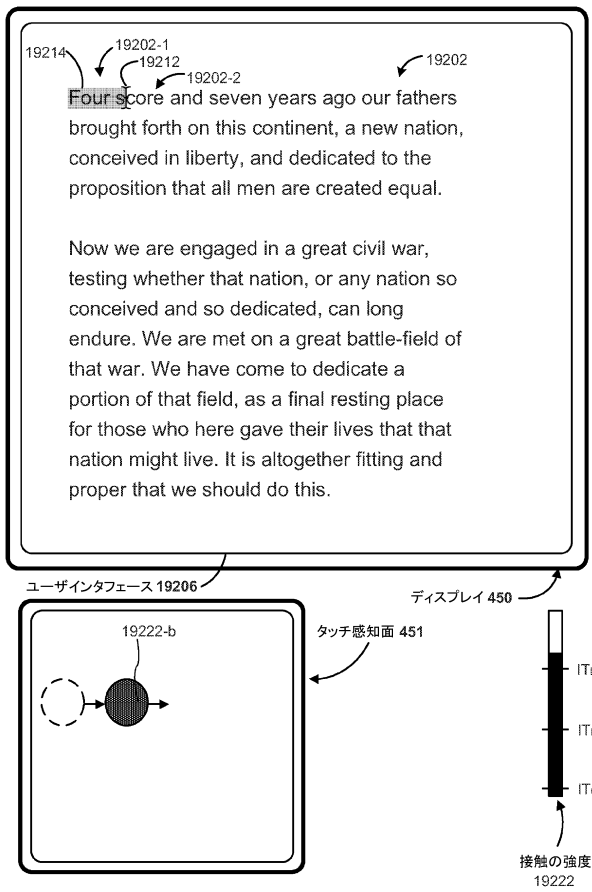 19202-1
19214
19212
19202-2
19202
Four score and seven years ago our fathers
brought forth on this continent, a new nation,
conceived in liberty, and dedicated to the
proposition that all men are created equal.
Now we are engaged in a great civil war,
testing whether that nation, or any nation so
conceived and so dedicated, can long
endure. We are met on a great battle-field of
that war. We have come to dedicate a
portion of that field, as a final resting place
for those who here gave their lives that that
nation might live. It is altogether fitting and
proper that we should do this.
ユーザインタフェース 19206
ディスプレイ 450
19222-b
タッチ感知面 451
IT
IT
IT
接触の強度
19222